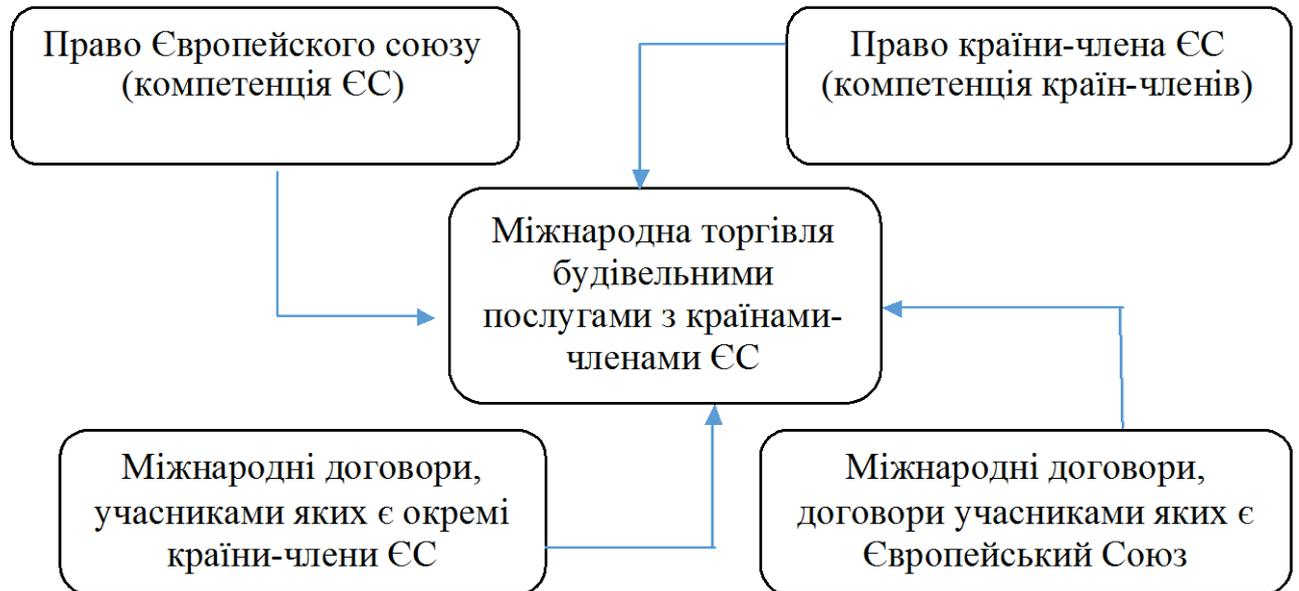 Право Європейского союзу
(компетенція ЄС)
Право країни-члена ЄС
(компетенція країн-членів)
Міжнародна торгівля
будівельними
послугами з країнами-
членами ЄС
Міжнародні договори,
учасниками яких є окремі
країни-члени ЄС
Міжнародні договори,
договори учасниками яких є
Європейський Союз